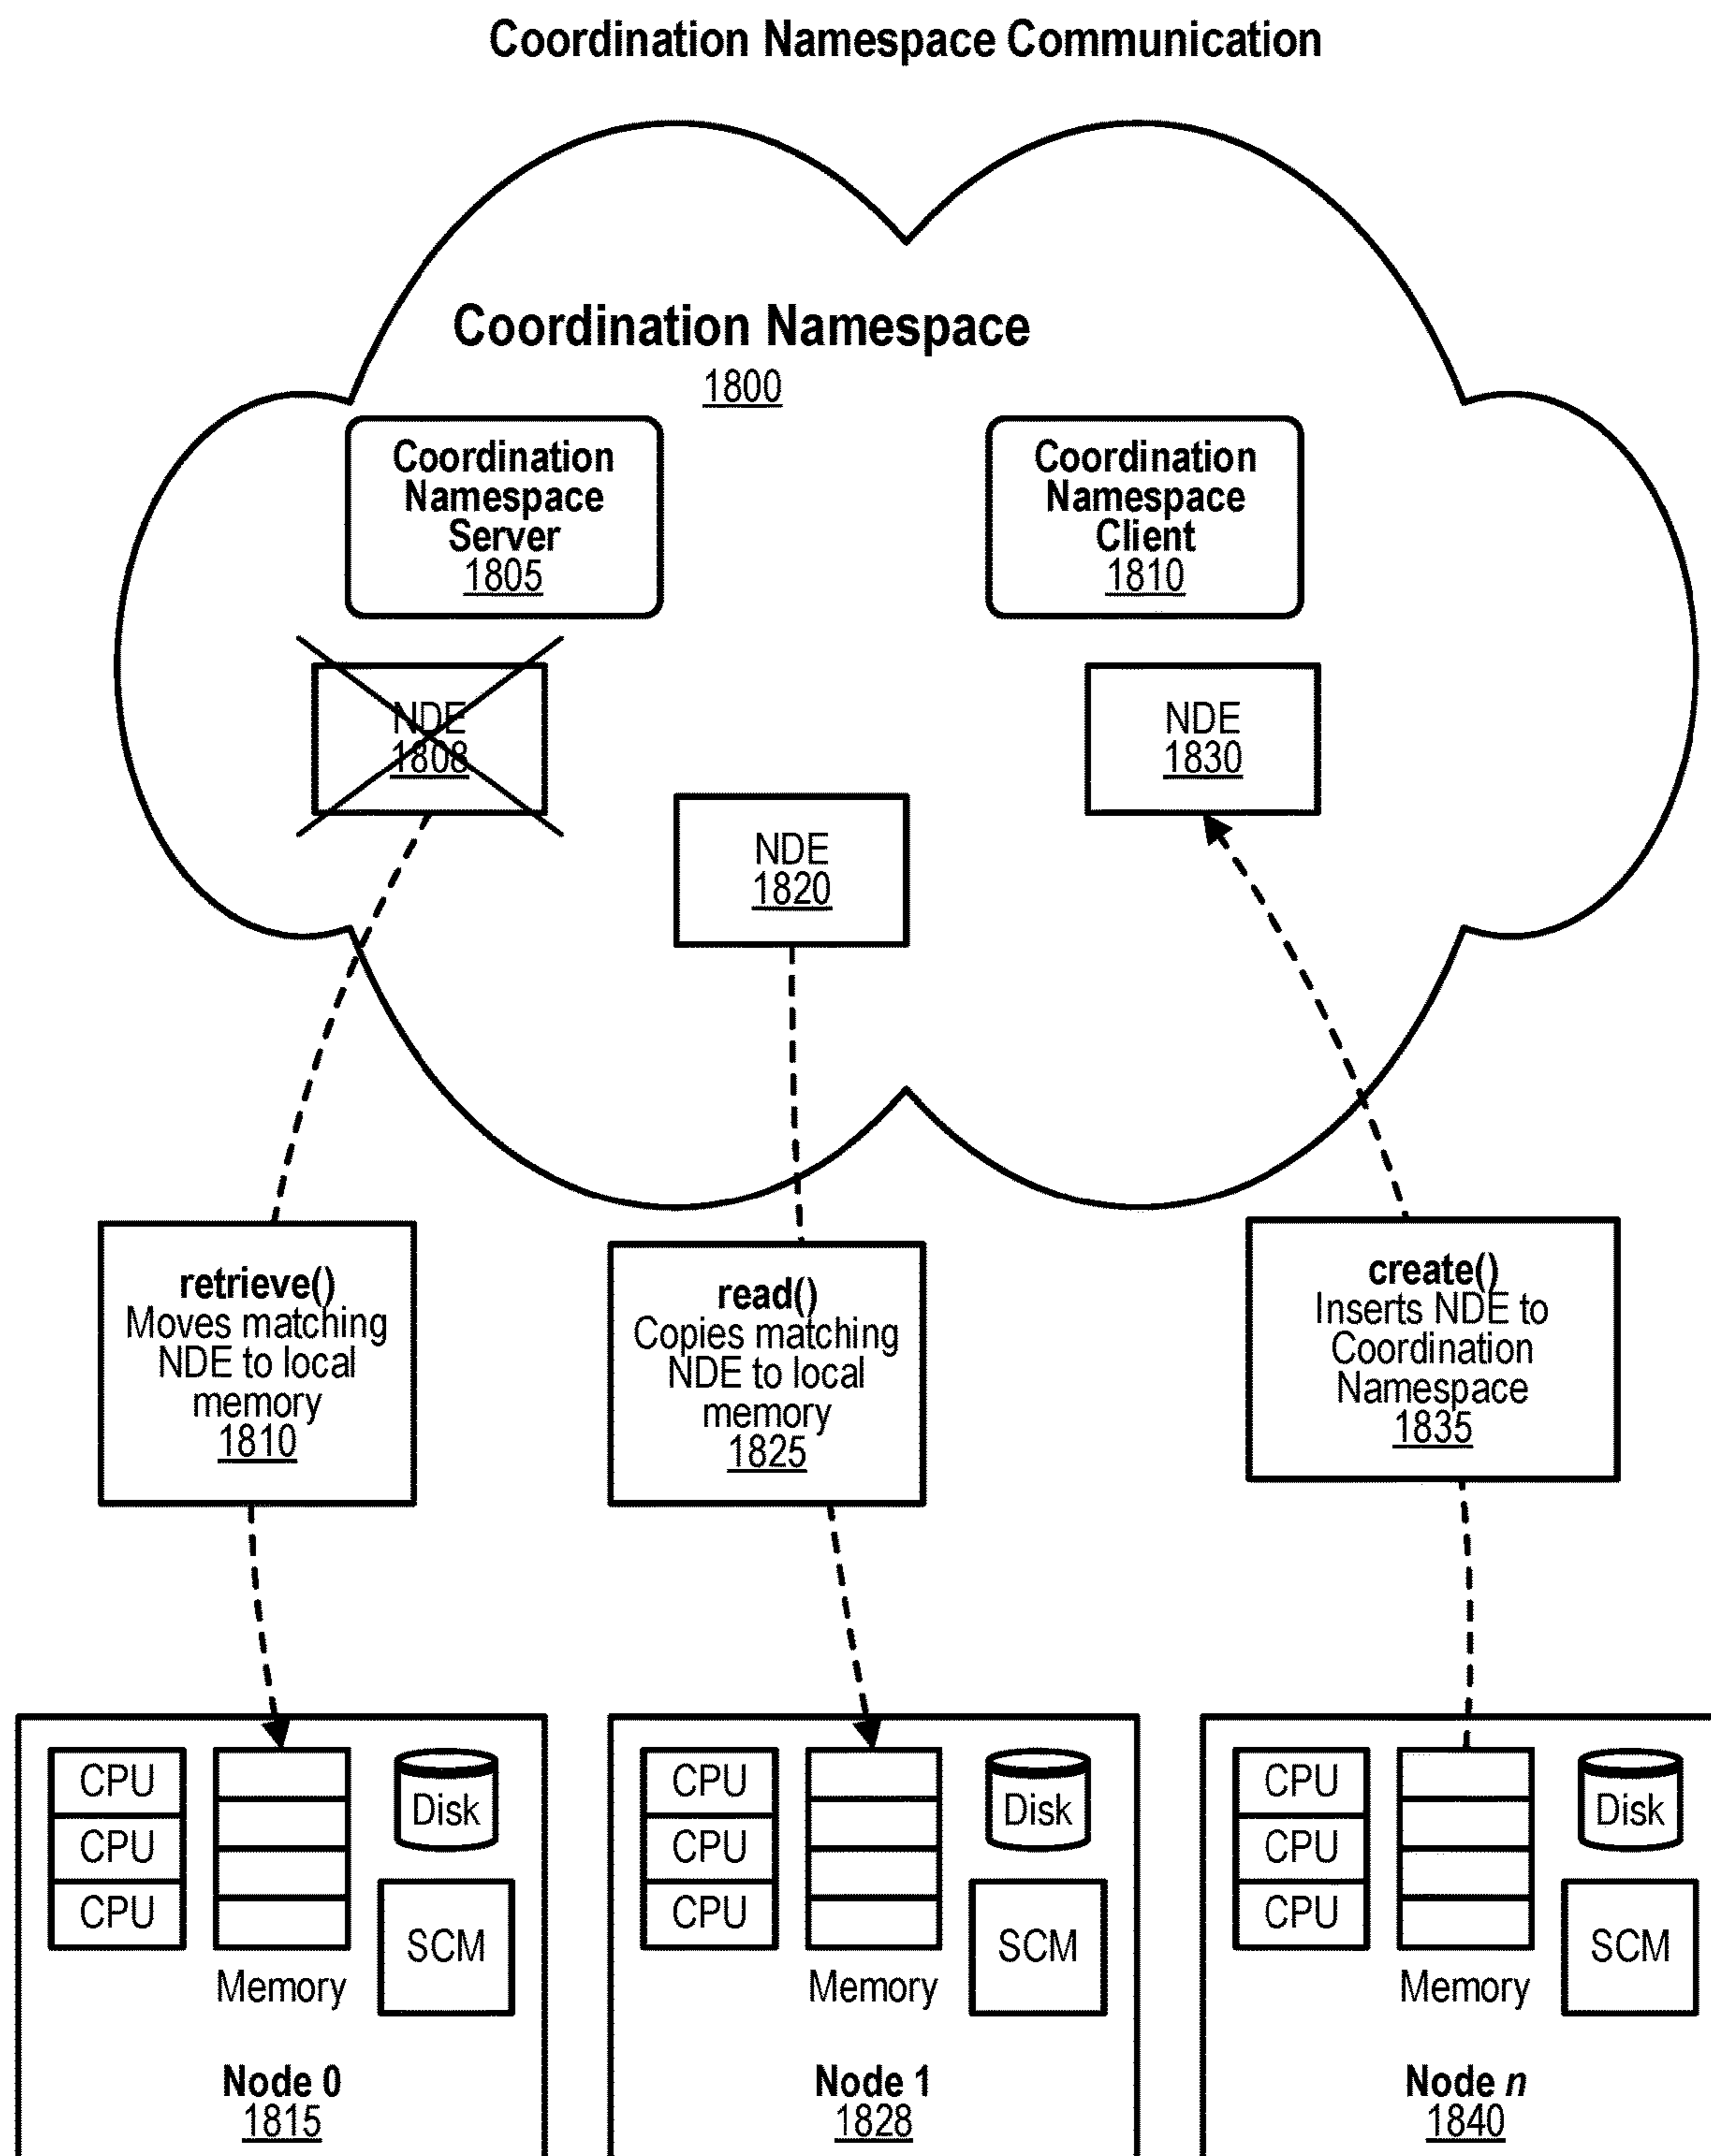 Coordination Namespace Communication
Coordination Namespace
1800
Coordination
Namespace
Server
1805
Coordination
Namespace
Client
1810
NDE
1808
NDE
1830
NDE
1820
retrieve()
Moves matching
NDE to local
memory
1810
read()
Copies matching
NDE to local
memory
1825
create()
Inserts NDE to
Coordination
Namespace
1835
CPU
CPU
CPU
Memory
Disk
SCM
Node 0
1815
CPU
CPU
CPU
Memory
Disk
SCM
Node 1
1828
CPU
CPU
CPU
Memory
Disk
SCM
Node n
1840